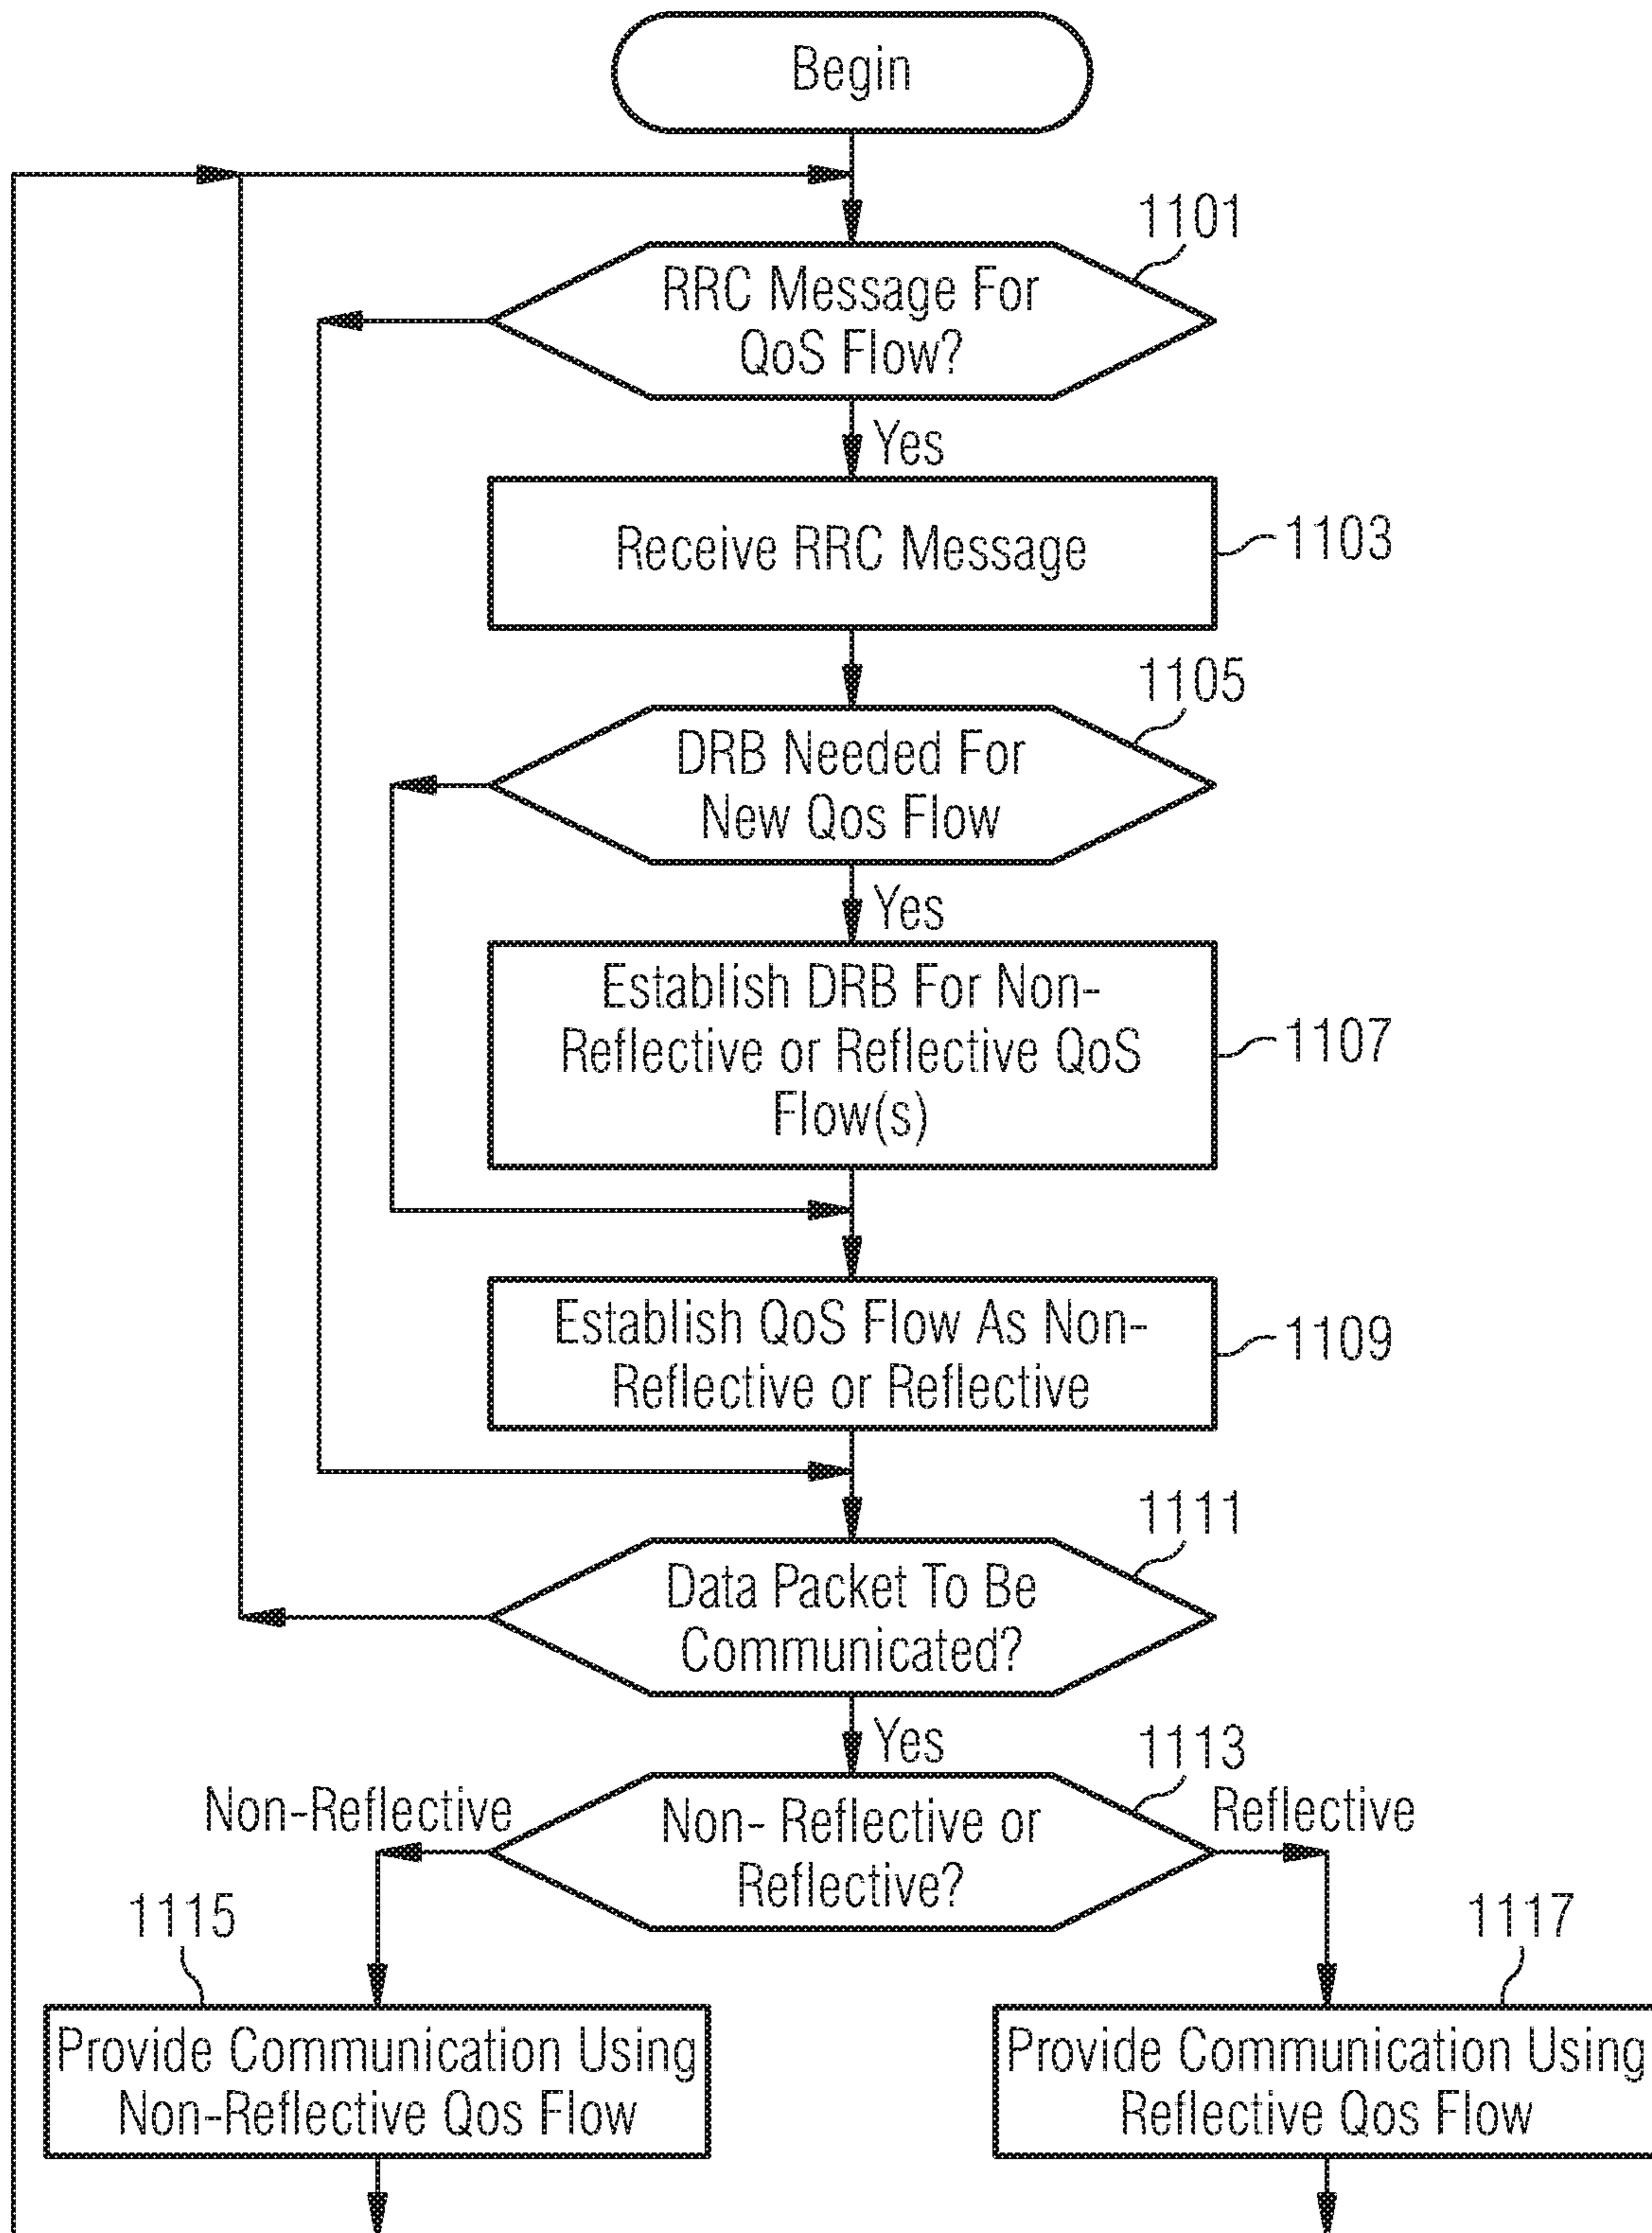 Begin
1101
RRC Message For
QoS Flow?
Yes
Receive RRC Message
1103
1105
DRB Needed For
New Qos Flow
Yes
Establish DRB For Non-
Reflective or Reflective QoS
Flow(s)
1107
Establish QoS Flow As Non-
Reflective or Reflective
1109
1111
Data Packet To Be
Communicated?
Yes
1113
Non-Reflective
Non- Reflective or
Reflective?
Reflective
1115
1117
Provide Communication Using
Non-Reflective Qos Flow
Provide Communication Using
Reflective Qos Flow